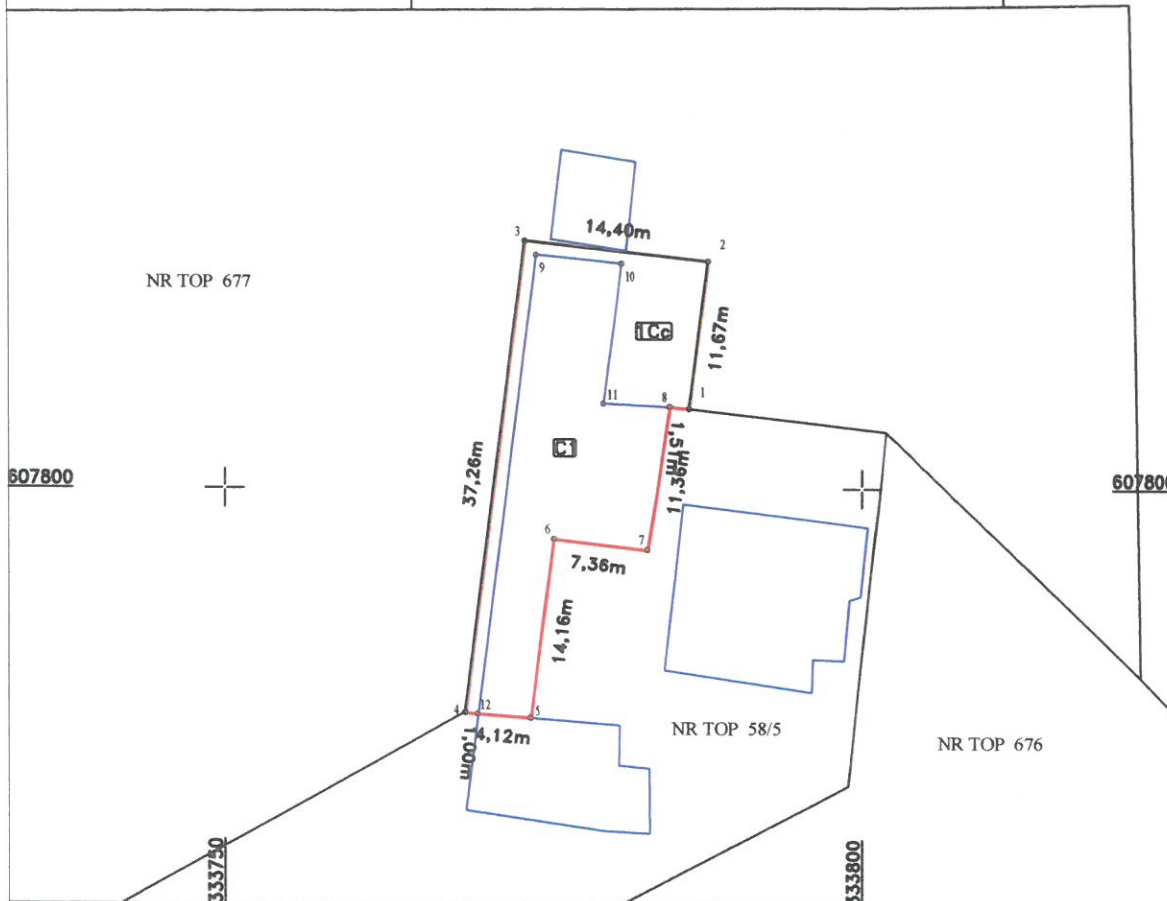 3
14,40m
2
9
10
NR TOP 677
1Cc
11,67m
11
8
1
C1
1,51m
37,26m
11,36m
607800
607800
6
7
7,36m
14,16m
4
12
5
4,12m
1,00m
NR TOP 58/5
NR TOP 676
333750
333800